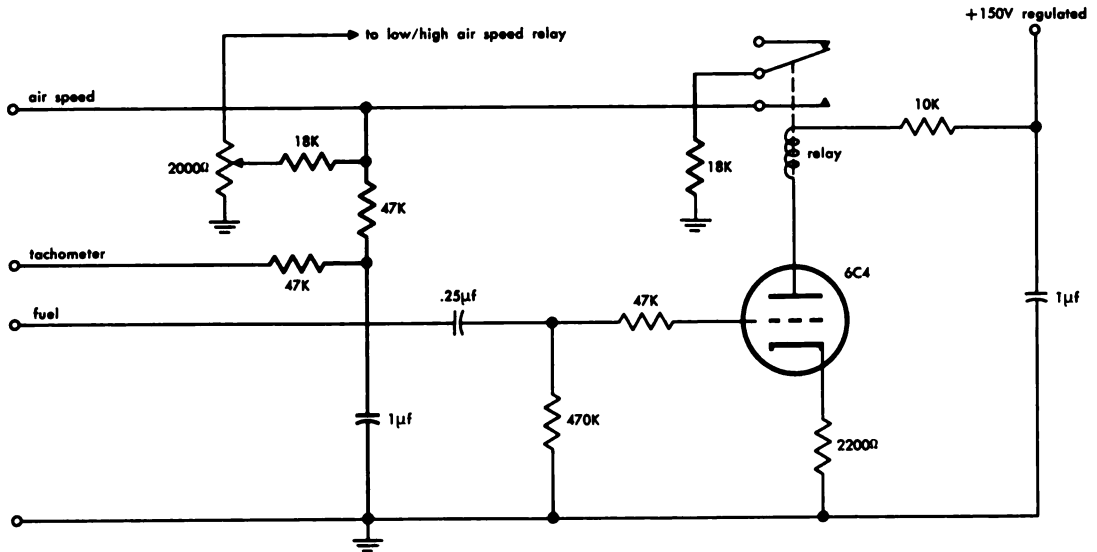 +150V regulated
to low/high air speed relay
air speed
10K
18K
2000Ω
18K
relay
47K
tachometer
47K
6C4
.25μf
47K
1μf
fuel
1μf
470K
2200Ω